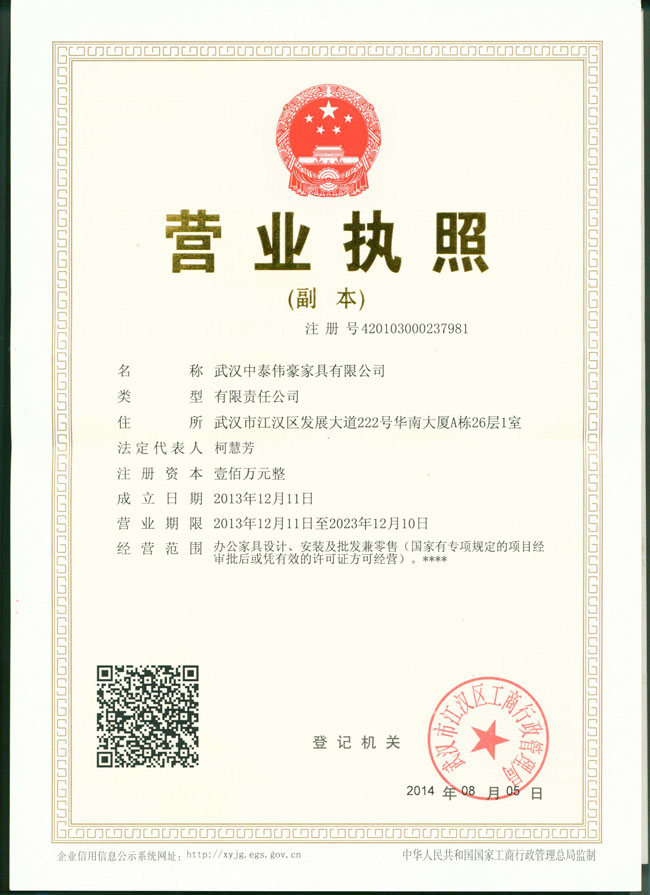 营业执照
(副 本)
注 册 号420103000237981
名 称 武汉中泰伟豪家具有限公司
类 型 有限责任公司
住 所 武汉市江汉区发展大道222号华南大厦A栋26层1室
法定代表人 柯慧芳
注 册 资 本 壹佰万元整
成 立 日 期 2013年12月11日
营 业 期 限 2013年12月11日至2023年12月10日
经 营 范 围 办公家具设计、安装及批发兼零售（国家有专项规定的项目经
审批后或凭有效的许可证方可经营）。****
武汉市江汉区工商行政管理局
登 记 机 关
2014 年 08 月 05 日
企业信用信息公示系统网址：http://xyjg.egs.gov.cn
中华人民共和国国家工商行政管理总局监制